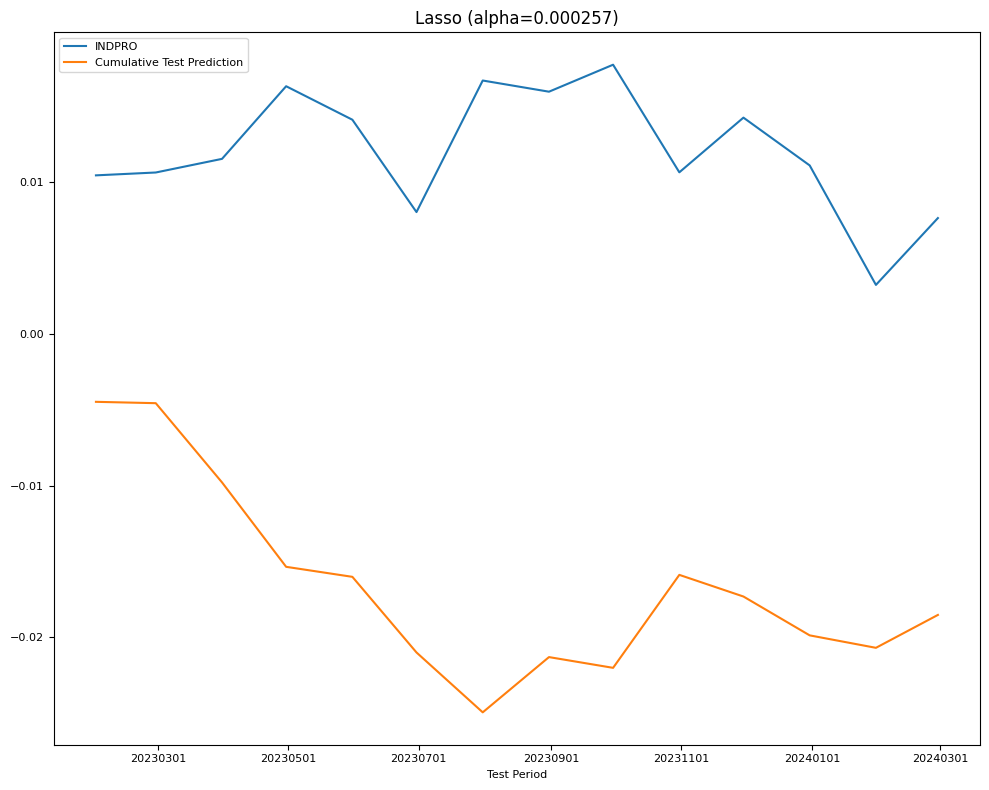 Lasso (alpha=0.000257)
INDPRO
Cumulative Test Prediction
0.01
0.00
−0.01
−0.02
20230301 20230501 20230701 20230901 20231101 20240101 20240301
Test Period